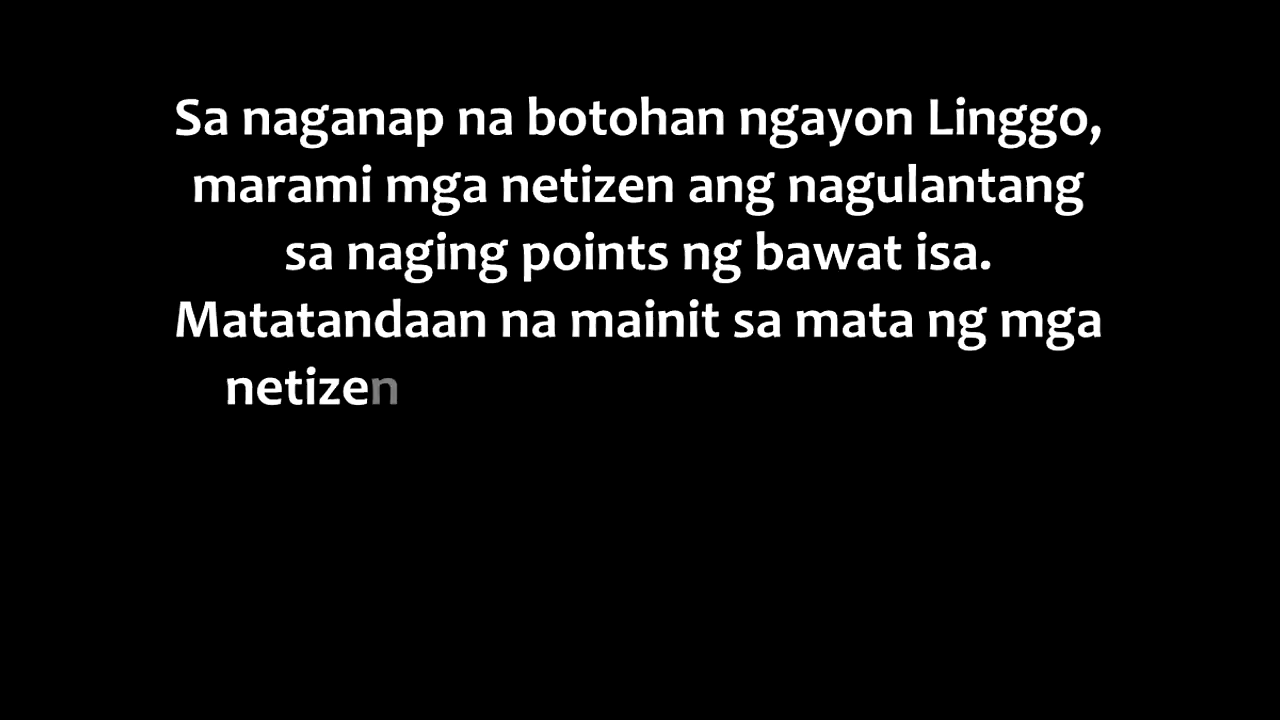 Sa naganap na botohan ngayon Linggo,
marami mga netizen ang nagulantang
sa naging points ng bawat isa.
Matatandaan na mainit sa mata ng mga
netizen